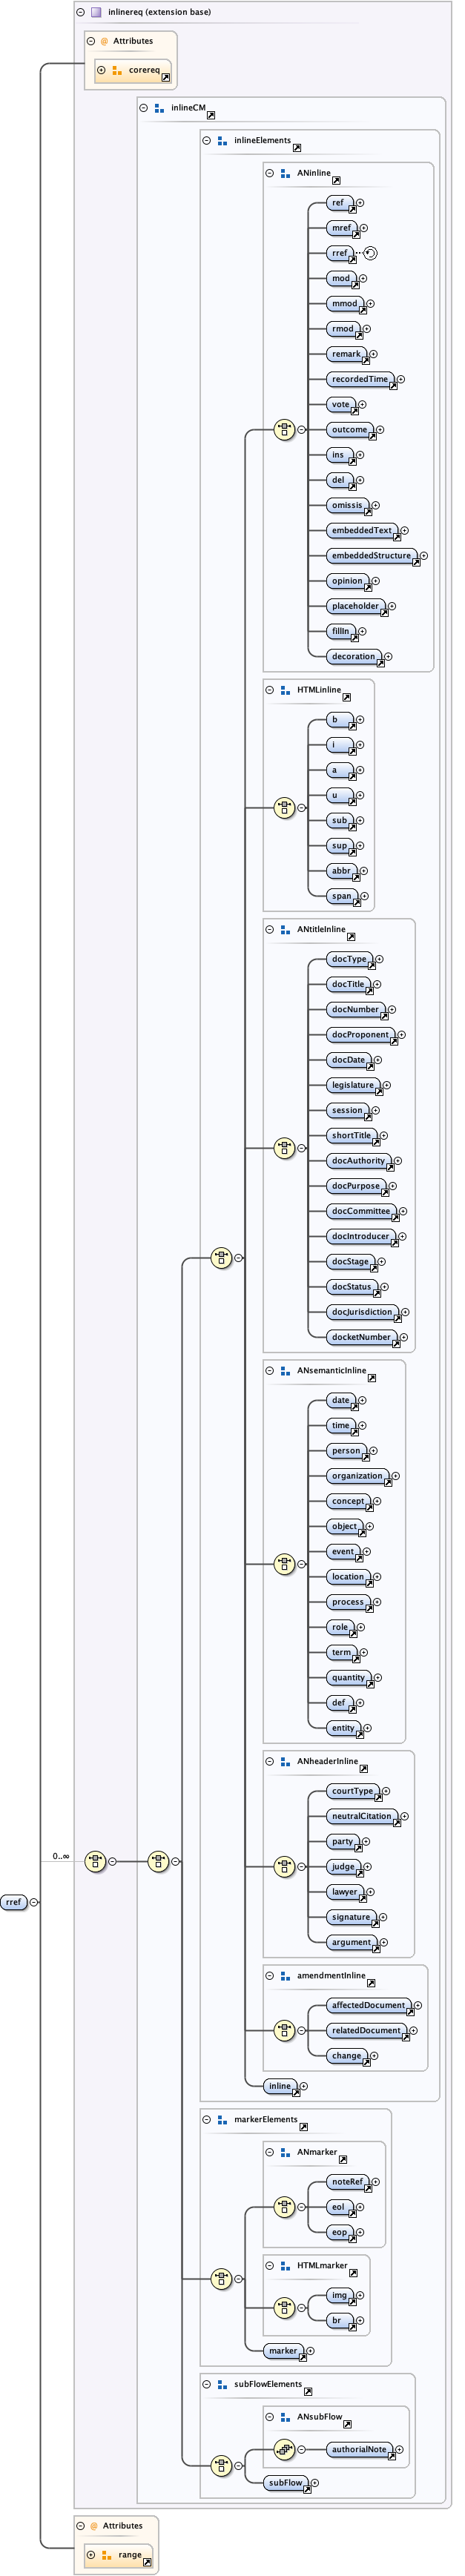 inlinereq (extension base)
@ Attributes
corereq
inlineCM
inlineElements
ANinline
ref
mref
rref
mod
mmod
rmod
remark
recordedTime
vote
outcome
ins
del
omissis
embeddedText
embeddedStructure
opinion
placeholder
fillIn
decoration
HTMLinline
b
i
a
u
sub
sup
abbr
span
ANtitleInline
docType
docTitle
docNumber
docProponent
docDate
legislature
session
shortTitle
docAuthority
docPurpose
docCommittee
docIntroducer
docStage
docStatus
docJurisdiction
docketNumber
ANsemanticInline
date
time
person
organization
concept
object
event
location
process
role
term
quantity
def
entity
ANheaderInline
courtType
neutralCitation
party
judge
lawyer
signature
argument
0..∞
rref
amendmentInline
affectedDocument
relatedDocument
change
inline
markerElements
ANmarker
noteRef
eol
eop
HTMLmarker
img
br
marker
subFlowElements
ANsubFlow
authorialNote
subFlow
@ Attributes
range